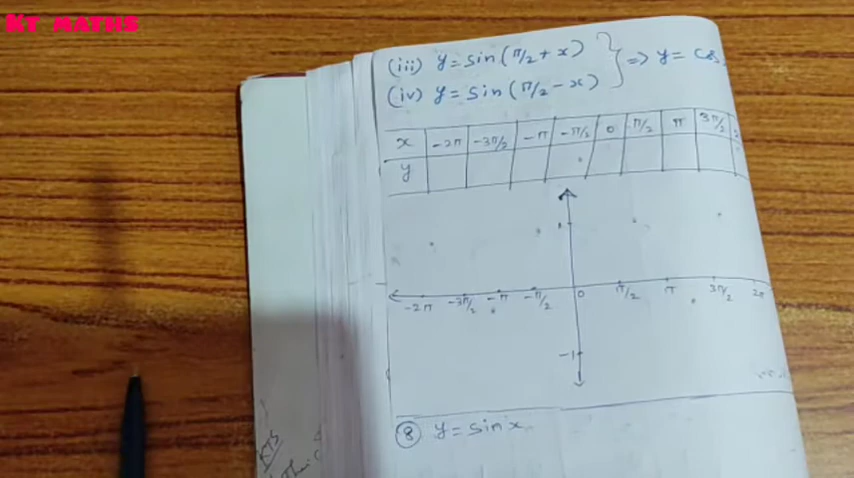 KT MATHS
(iii) y = sin(π/2 + x) } ⇒ y = Cos
(iv) y = sin(π/2 - x)
x -2π -3π/2 -π -π/2 0 π/2 π 3π/2
y
1
-2π -3π/2 -π -π/2 0 π/2 π 3π/2 2π
-1
⑧ y = sin x